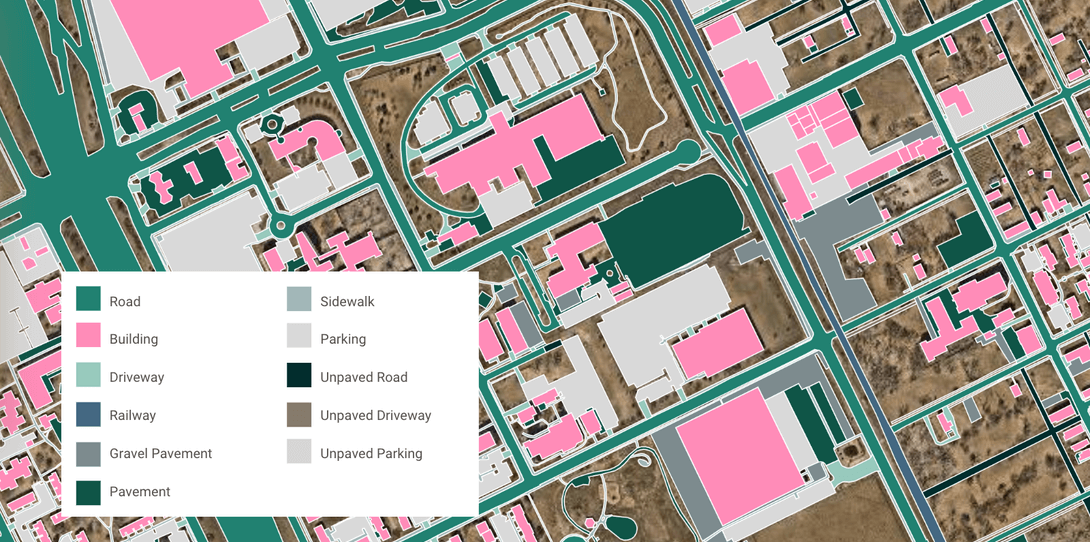 Road
Building
Driveway
Railway
Gravel Pavement
Pavement
Sidewalk
Parking
Unpaved Road
Unpaved Driveway
Unpaved Parking